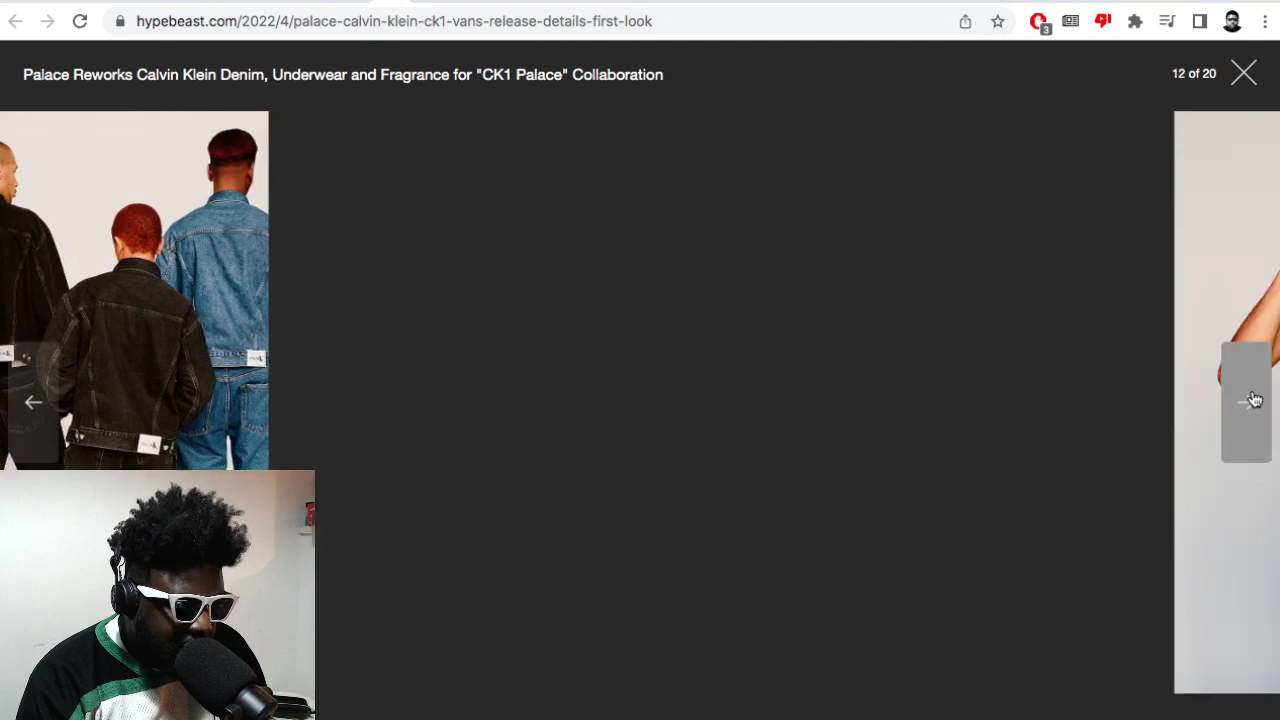 hypebeast.com/2022/4/palace-calvin-klein-ck1-vans-release-details-first-look
3
Palace Reworks Calvin Klein Denim, Underwear and Fragrance for "CK1 Palace" Collaboration
12 of 20